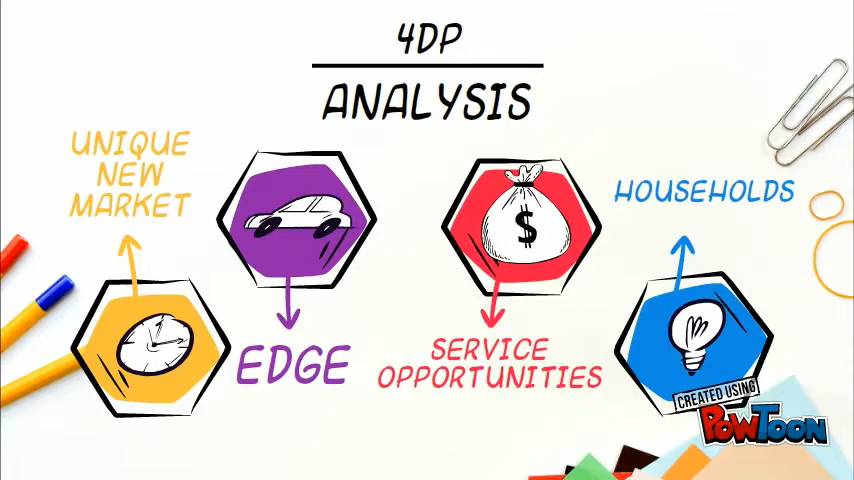 4DP
ANALYSIS
UNIQUE
NEW
MARKET
EDGE
$
SERVICE
OPPORTUNITIES
HOUSEHOLDS
CREATED USING
POWTOON